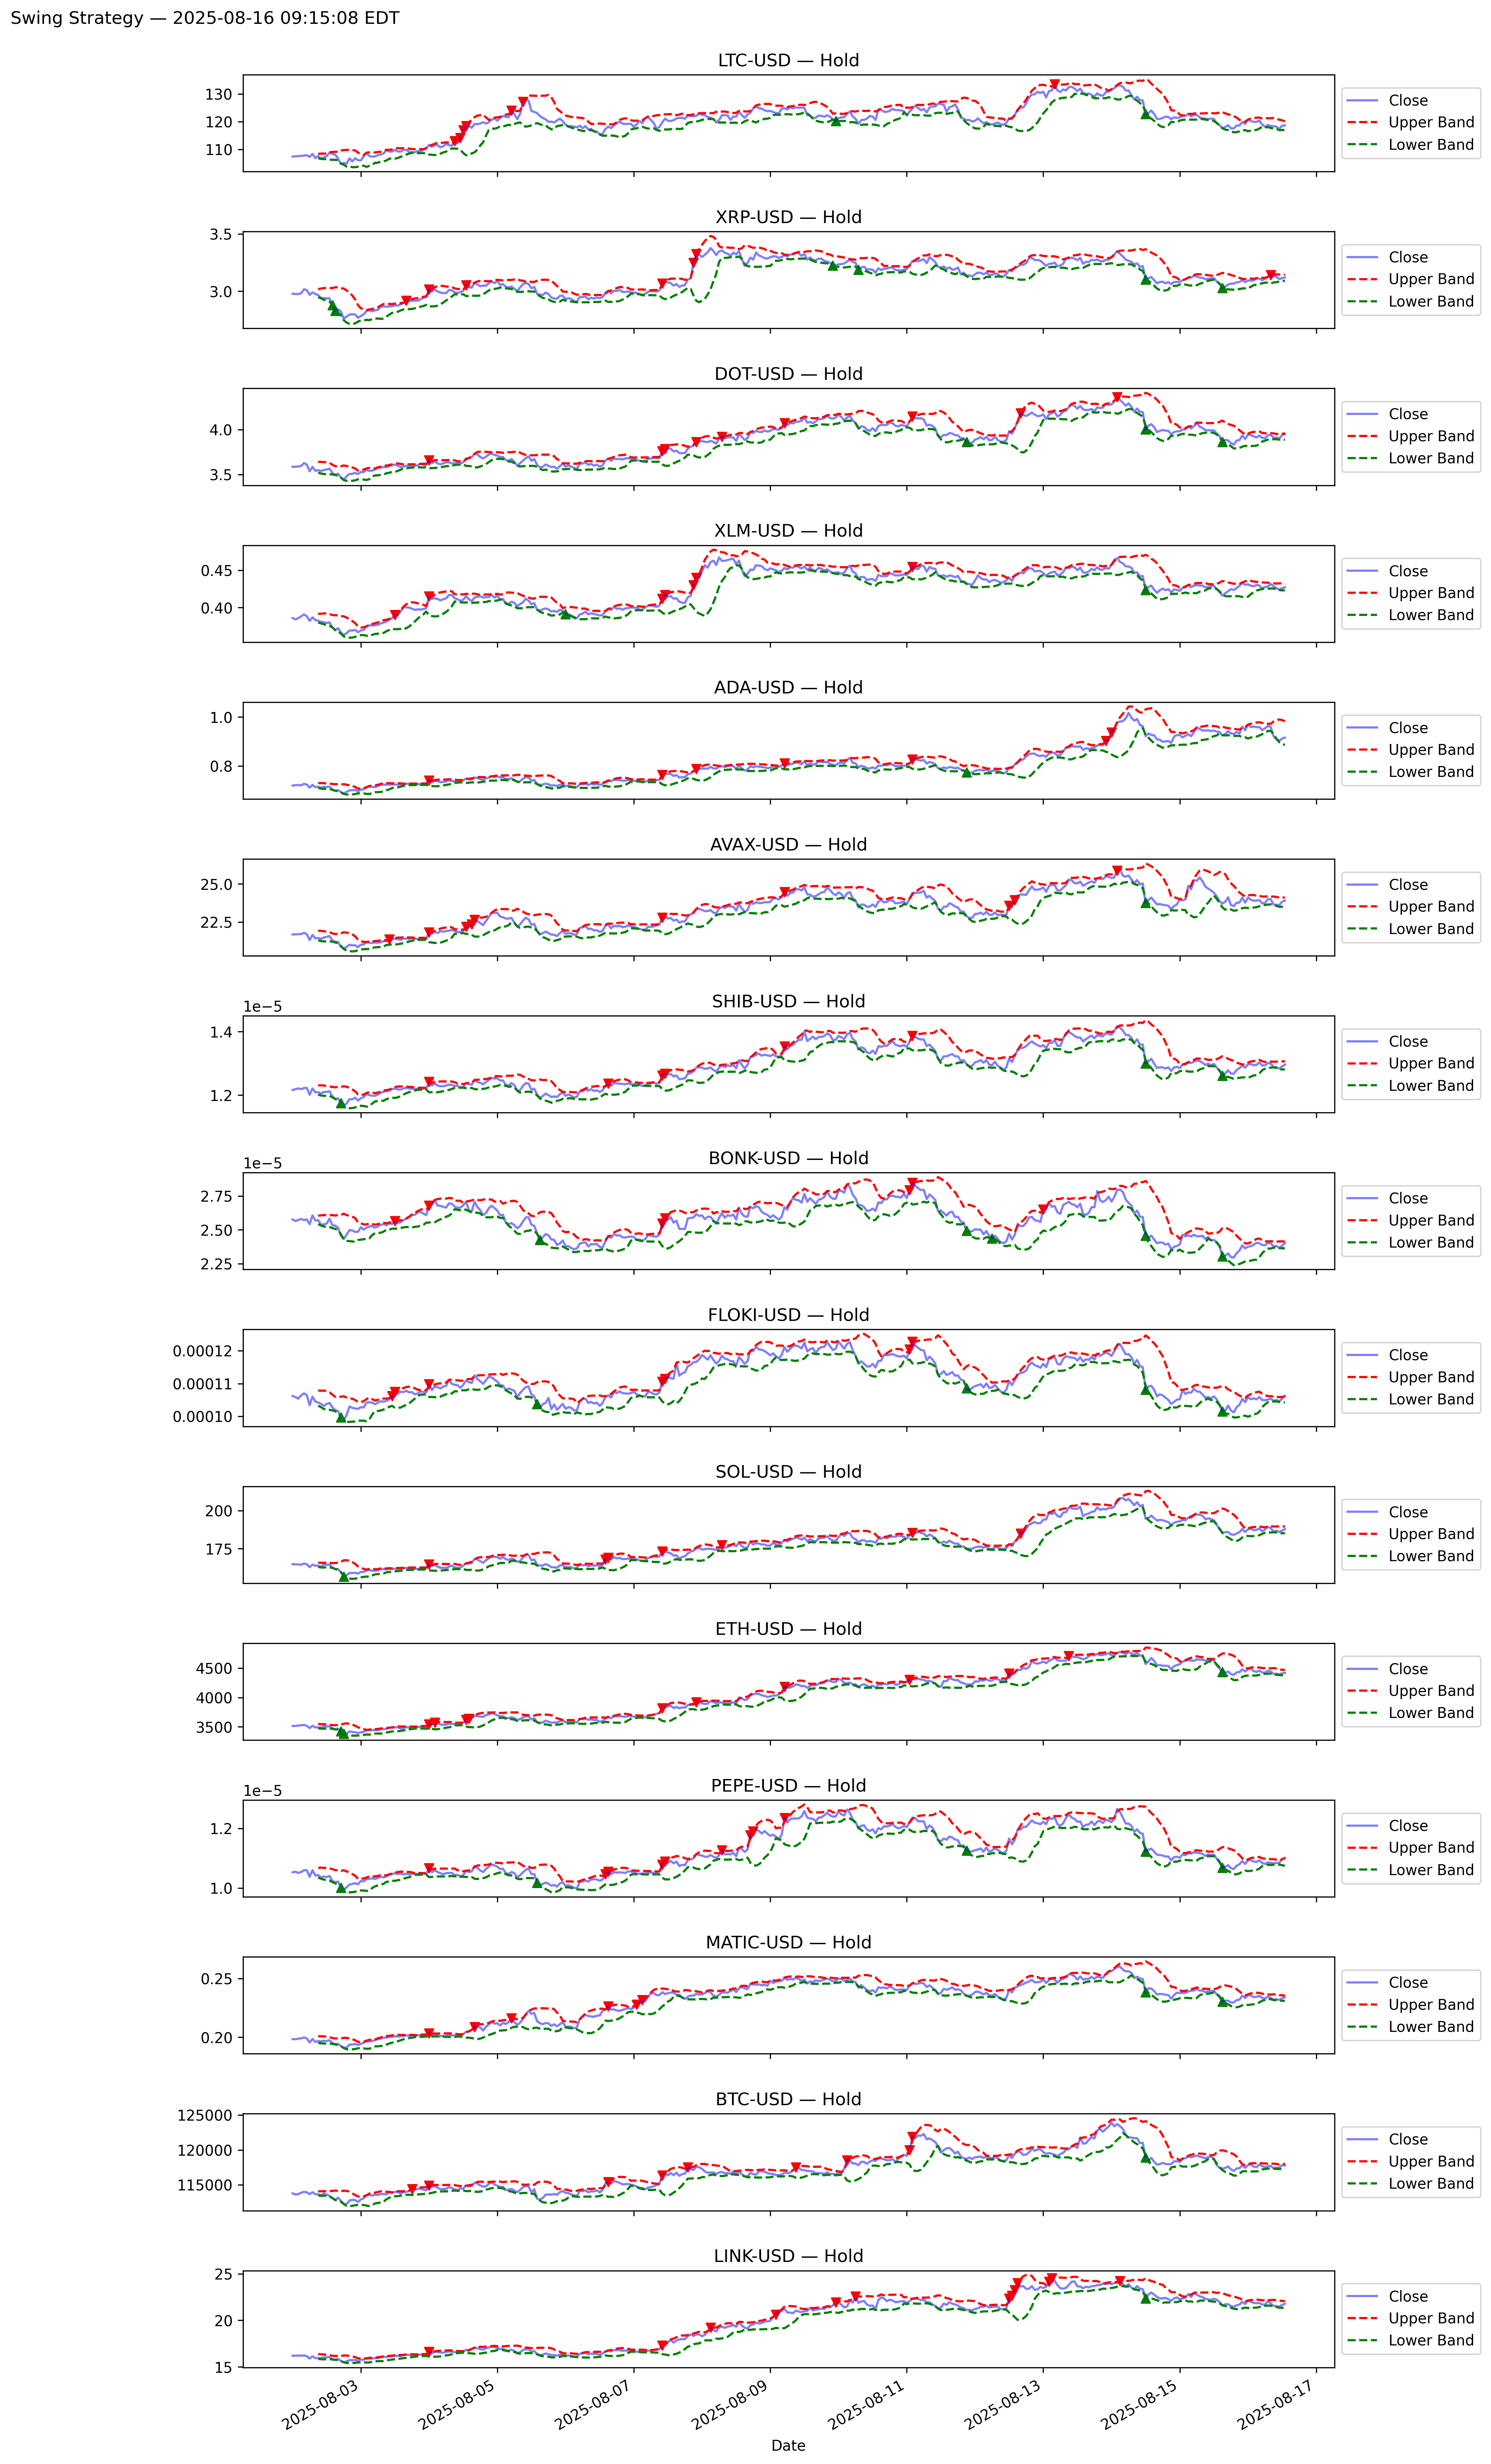 Swing Strategy — 2025-08-16 09:15:08 EDT
LTC-USD — Hold
130
120
110
Close
Upper Band
Lower Band
XRP-USD — Hold
3.5
3.0
Close
Upper Band
Lower Band
DOT-USD — Hold
4.0
3.5
Close
Upper Band
Lower Band
XLM-USD — Hold
0.45
0.40
Close
Upper Band
Lower Band
ADA-USD — Hold
1.0
0.8
Close
Upper Band
Lower Band
AVAX-USD — Hold
25.0
22.5
Close
Upper Band
Lower Band
SHIB-USD — Hold
1e−5
1.4
1.2
Close
Upper Band
Lower Band
BONK-USD — Hold
1e−5
2.75
2.50
2.25
Close
Upper Band
Lower Band
FLOKI-USD — Hold
0.00012
0.00011
0.00010
Close
Upper Band
Lower Band
SOL-USD — Hold
200
175
Close
Upper Band
Lower Band
ETH-USD — Hold
4500
4000
3500
Close
Upper Band
Lower Band
PEPE-USD — Hold
1e−5
1.2
1.0
Close
Upper Band
Lower Band
MATIC-USD — Hold
0.25
0.20
Close
Upper Band
Lower Band
BTC-USD — Hold
125000
120000
115000
Close
Upper Band
Lower Band
LINK-USD — Hold
25
20
15
Close
Upper Band
Lower Band
2025-08-03
2025-08-05
2025-08-07
2025-08-09
2025-08-11
2025-08-13
2025-08-15
2025-08-17
Date